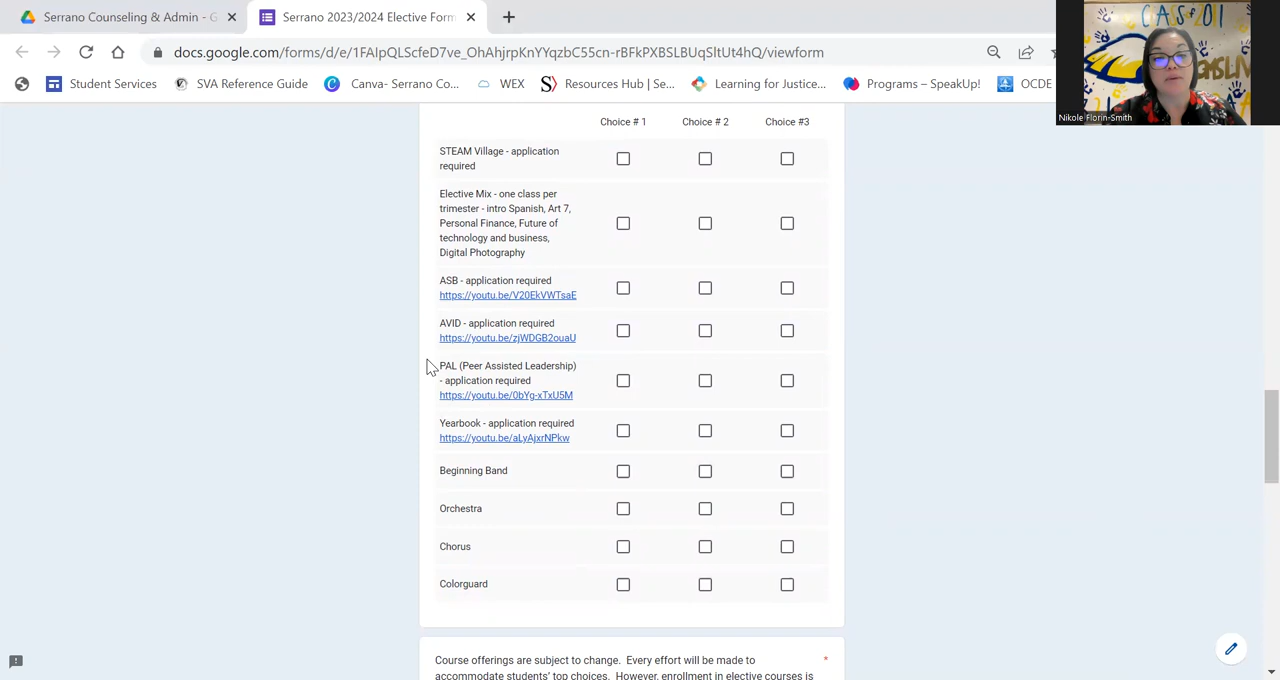 Serrano Counseling & Admin - G
Serrano 2023/2024 Elective Form
docs.google.com/forms/d/e/1FAIpQLScfeD7ve_OhAhjrpKnYYqzbC55cn-rBFkPXBSLBUqSltUt4hQ/viewform
Student Services
SVA Reference Guide
Canva- Serrano Co...
WEX
Resources Hub | Se...
Learning for Justice...
Programs – SpeakUp!
OCDE
Nikole Florin-Smith
Choice # 1
Choice # 2
Choice #3
STEAM Village - application
required
Elective Mix - one class per
trimester - intro Spanish, Art 7,
Personal Finance, Future of
technology and business,
Digital Photography
ASB - application required
https://youtu.be/V20EkVWTsaE
AVID - application required
https://youtu.be/zjWDGB2ouaU
PAL (Peer Assisted Leadership)
- application required
https://youtu.be/0bYg-xTxU5M
Yearbook - application required
https://youtu.be/aLyAjxrNPkw
Beginning Band
Orchestra
Chorus
Colorguard
Course offerings are subject to change. Every effort will be made to *
accommodate students' top choices. However, enrollment in elective courses is